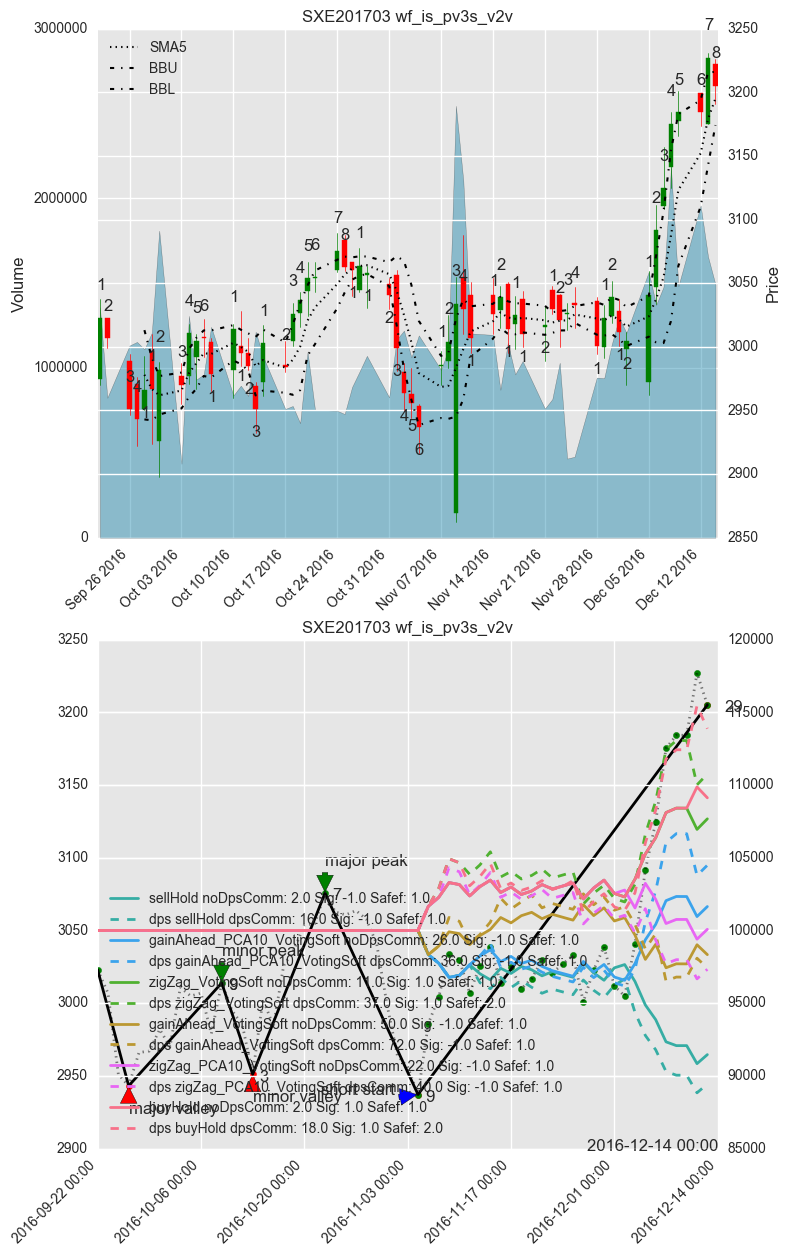 SXE201703 wf_is_pv3s_v2v
3000000
2000000
1000000
0
Volume
SMA5
BBU
BBL
3250
3200
3150
3100
3050
3000
2950
2900
2850
Price
Sep 26 2016
Oct 03 2016
Oct 10 2016
Oct 17 2016
Oct 24 2016
Oct 31 2016
Nov 07 2016
Nov 14 2016
Nov 21 2016
Nov 28 2016
Dec 05 2016
Dec 12 2016
SXE201703 wf_is_pv3s_v2v
3250
3200
3150
3100
3050
3000
2950
2900
120000
115000
110000
105000
100000
95000
90000
85000
29
major peak
7
sellHold noDpsComm: 2.0 Sig: -1.0 Safef: 1.0
dps sellHold dpsComm: 16.0 Sig: -1.0 Safef: 1.0
gainAhead_PCA10_VotingSoft noDpsComm: 26.0 Sig: -1.0 Safef: 1.0
minor peak
dps gainAhead_PCA10_VotingSoft dpsComm: 36.0 Sig: -1.0 Safef: 1.0
zigZag_VotingSoft noDpsComm: 11.0 Sig: 1.0 Safef: 1.0
dps zigZag_VotingSoft dpsComm: 37.0 Sig: 1.0 Safef: 2.0
gainAhead_VotingSoft noDpsComm: 50.0 Sig: -1.0 Safef: 1.0
dps gainAhead_VotingSoft dpsComm: 72.0 Sig: -1.0 Safef: 1.0
zigZag_PCA10_VotingSoft noDpsComm: 22.0 Sig: -1.0 Safef: 1.0
dps zigZag_PCA10_VotingSoft dpsComm: 40.0 Sig: -1.0 Safef: 1.0
short start
9
minor valley
major valley
buyHold noDpsComm: 2.0 Sig: 1.0 Safef: 1.0
dps buyHold dpsComm: 18.0 Sig: 1.0 Safef: 2.0
2016-12-14 00:00
2016-09-22 00:00
2016-10-06 00:00
2016-10-20 00:00
2016-11-03 00:00
2016-11-17 00:00
2016-12-01 00:00
2016-12-14 00:00